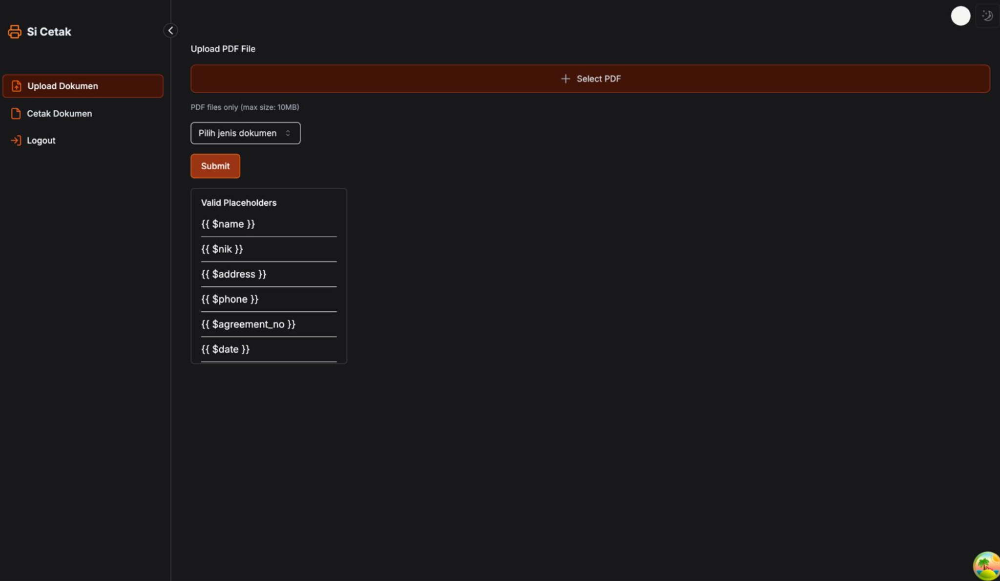 Si Cetak
Upload Dokumen
Cetak Dokumen
Logout
Upload PDF File
Select PDF
PDF files only (max size: 10MB)
Pilih jenis dokumen
Submit
Valid Placeholders
{{ $name }}
{{ $nik }}
{{ $address }}
{{ $phone }}
{{ $agreement_no }}
{{ $date }}